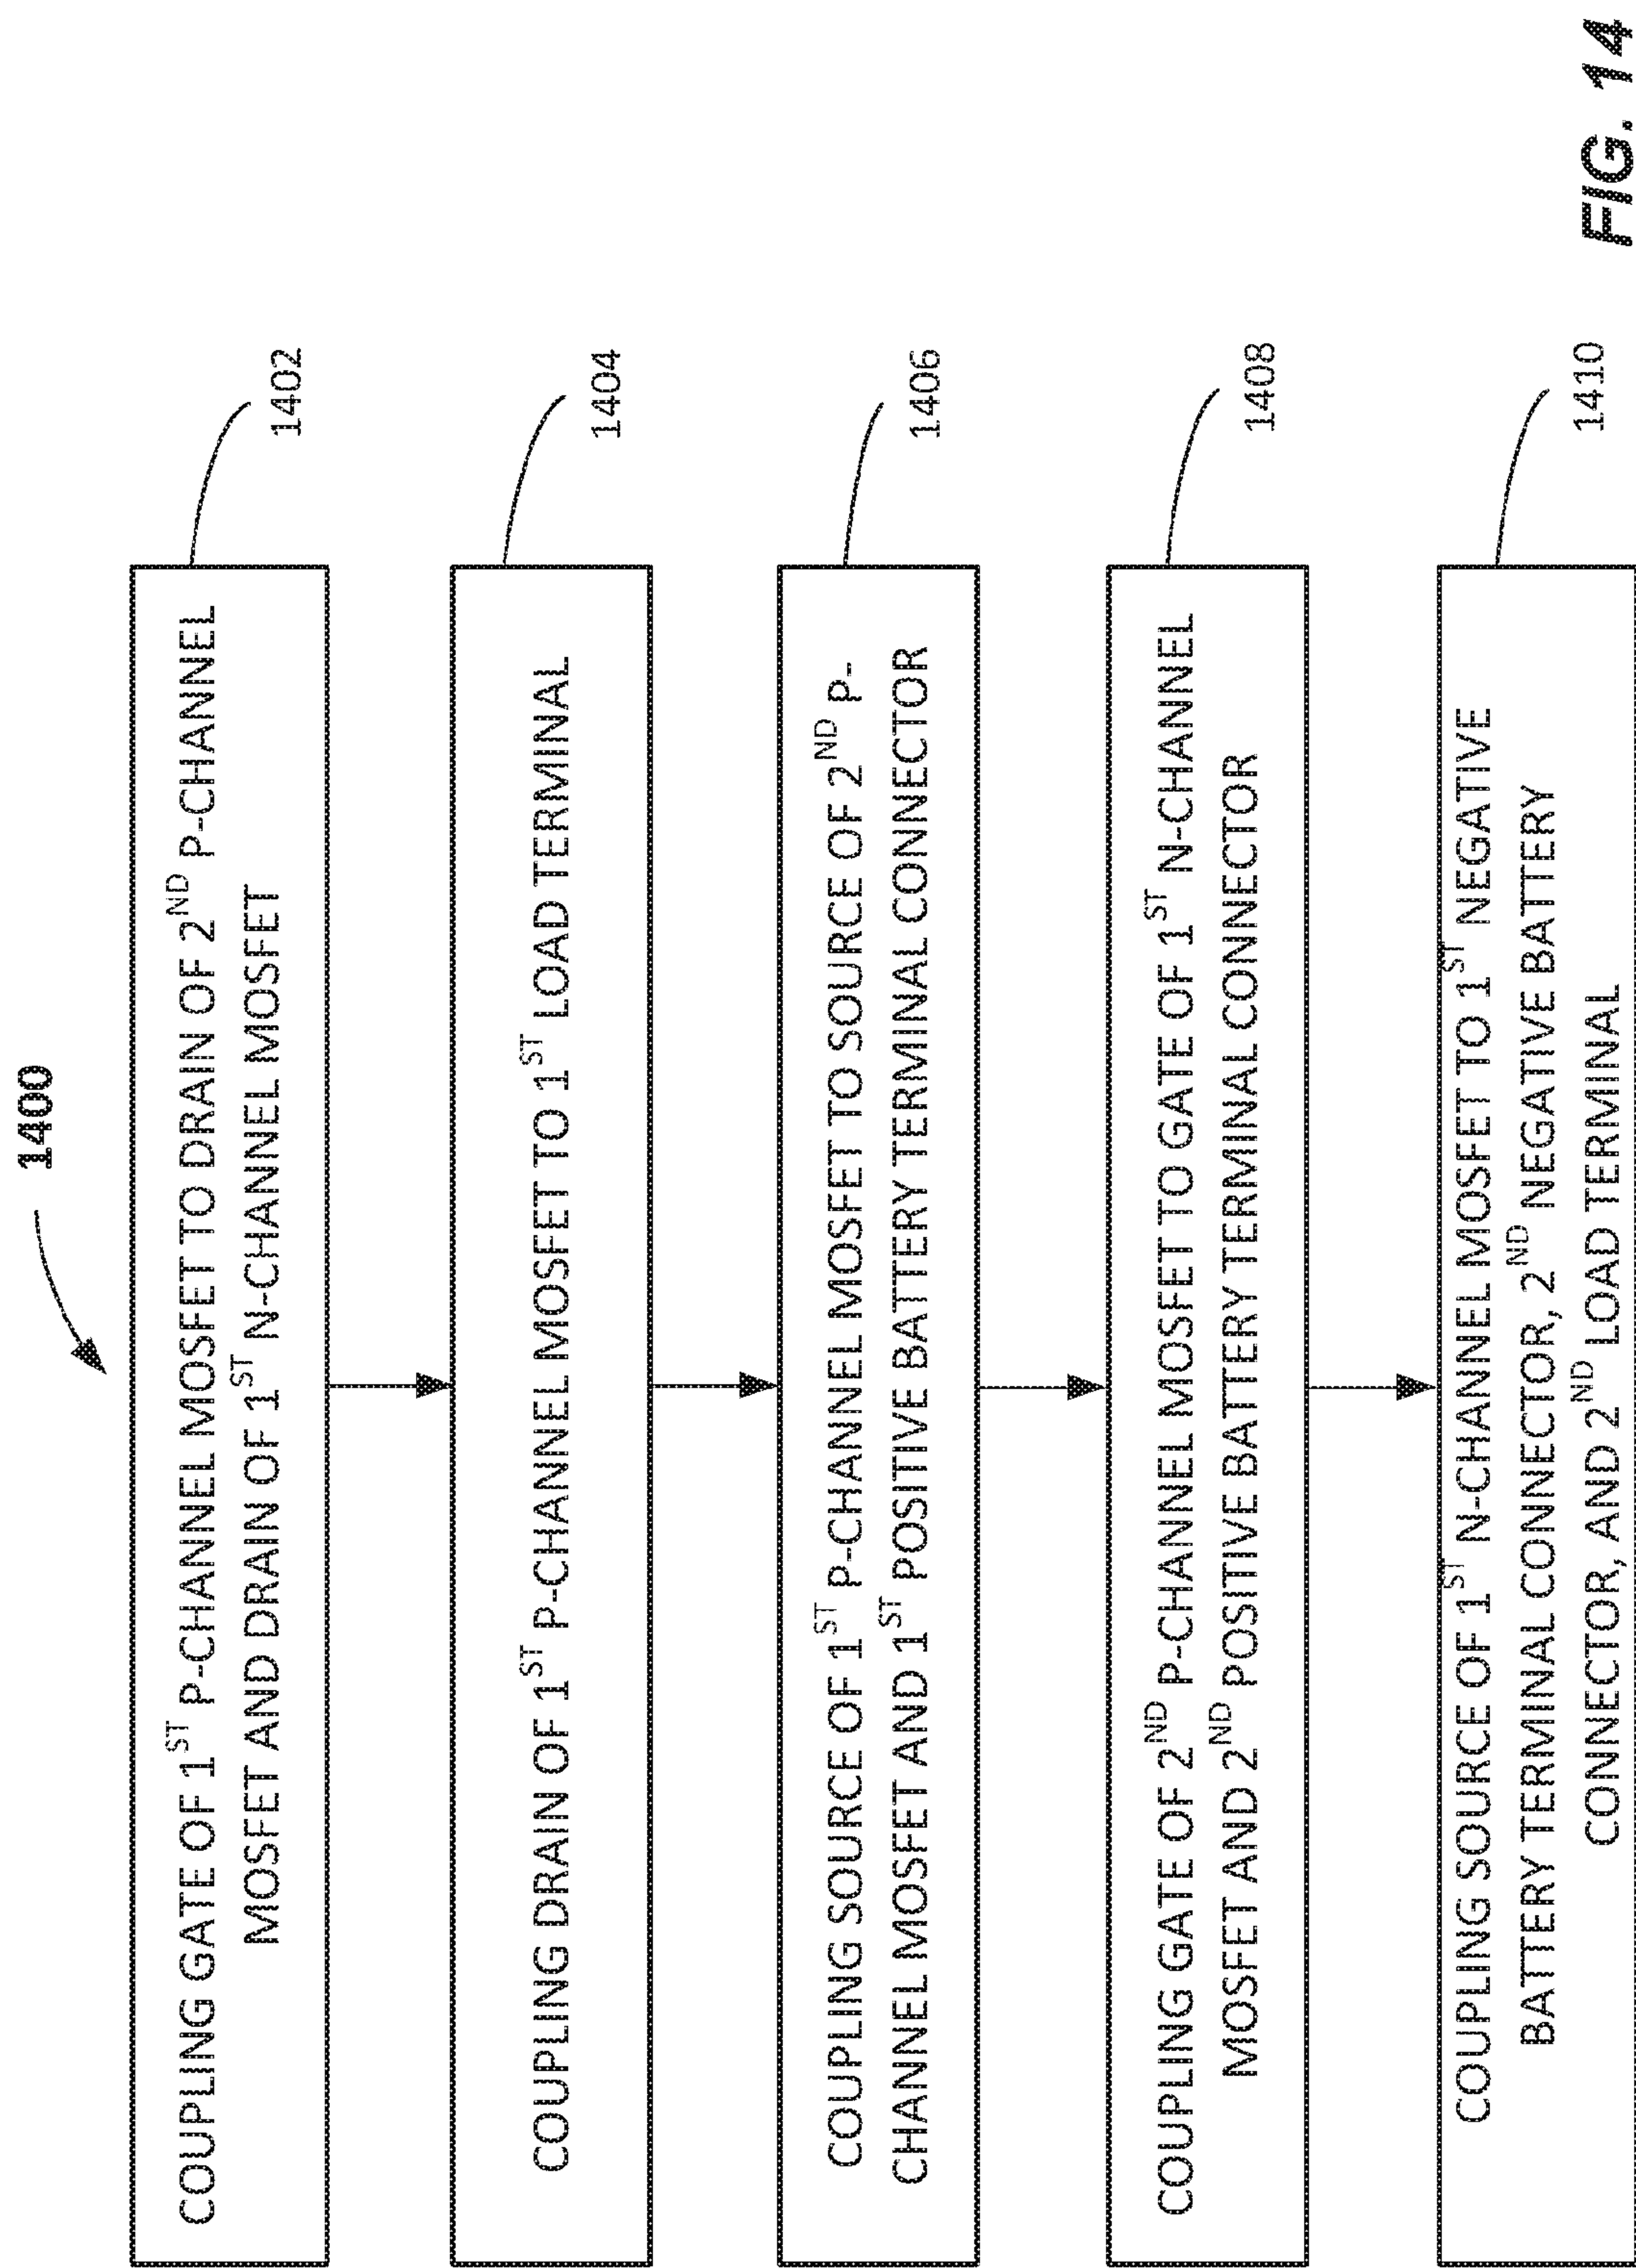 1400
COUPLING GATE OF 1ST P-CHANNEL MOSFET TO DRAIN OF 2ND P-CHANNEL
MOSFET AND DRAIN OF 1ST N-CHANNEL MOSFET
1402
COUPLING DRAIN OF 1ST P-CHANNEL MOSFET TO 1ST LOAD TERMINAL
1404
COUPLING SOURCE OF 1ST P-CHANNEL MOSFET TO SOURCE OF 2ND P-
CHANNEL MOSFET AND 1ST POSITIVE BATTERY TERMINAL CONNECTOR
1406
COUPLING GATE OF 2ND P-CHANNEL MOSFET TO GATE OF 1ST N-CHANNEL
MOSFET AND 2ND POSITIVE BATTERY TERMINAL CONNECTOR
1408
COUPLING SOURCE OF 1ST N-CHANNEL MOSFET TO 1ST NEGATIVE
BATTERY TERMINAL CONNECTOR, 2ND NEGATIVE BATTERY
CONNECTOR, AND 2ND LOAD TERMINAL
1410
FIG. 14